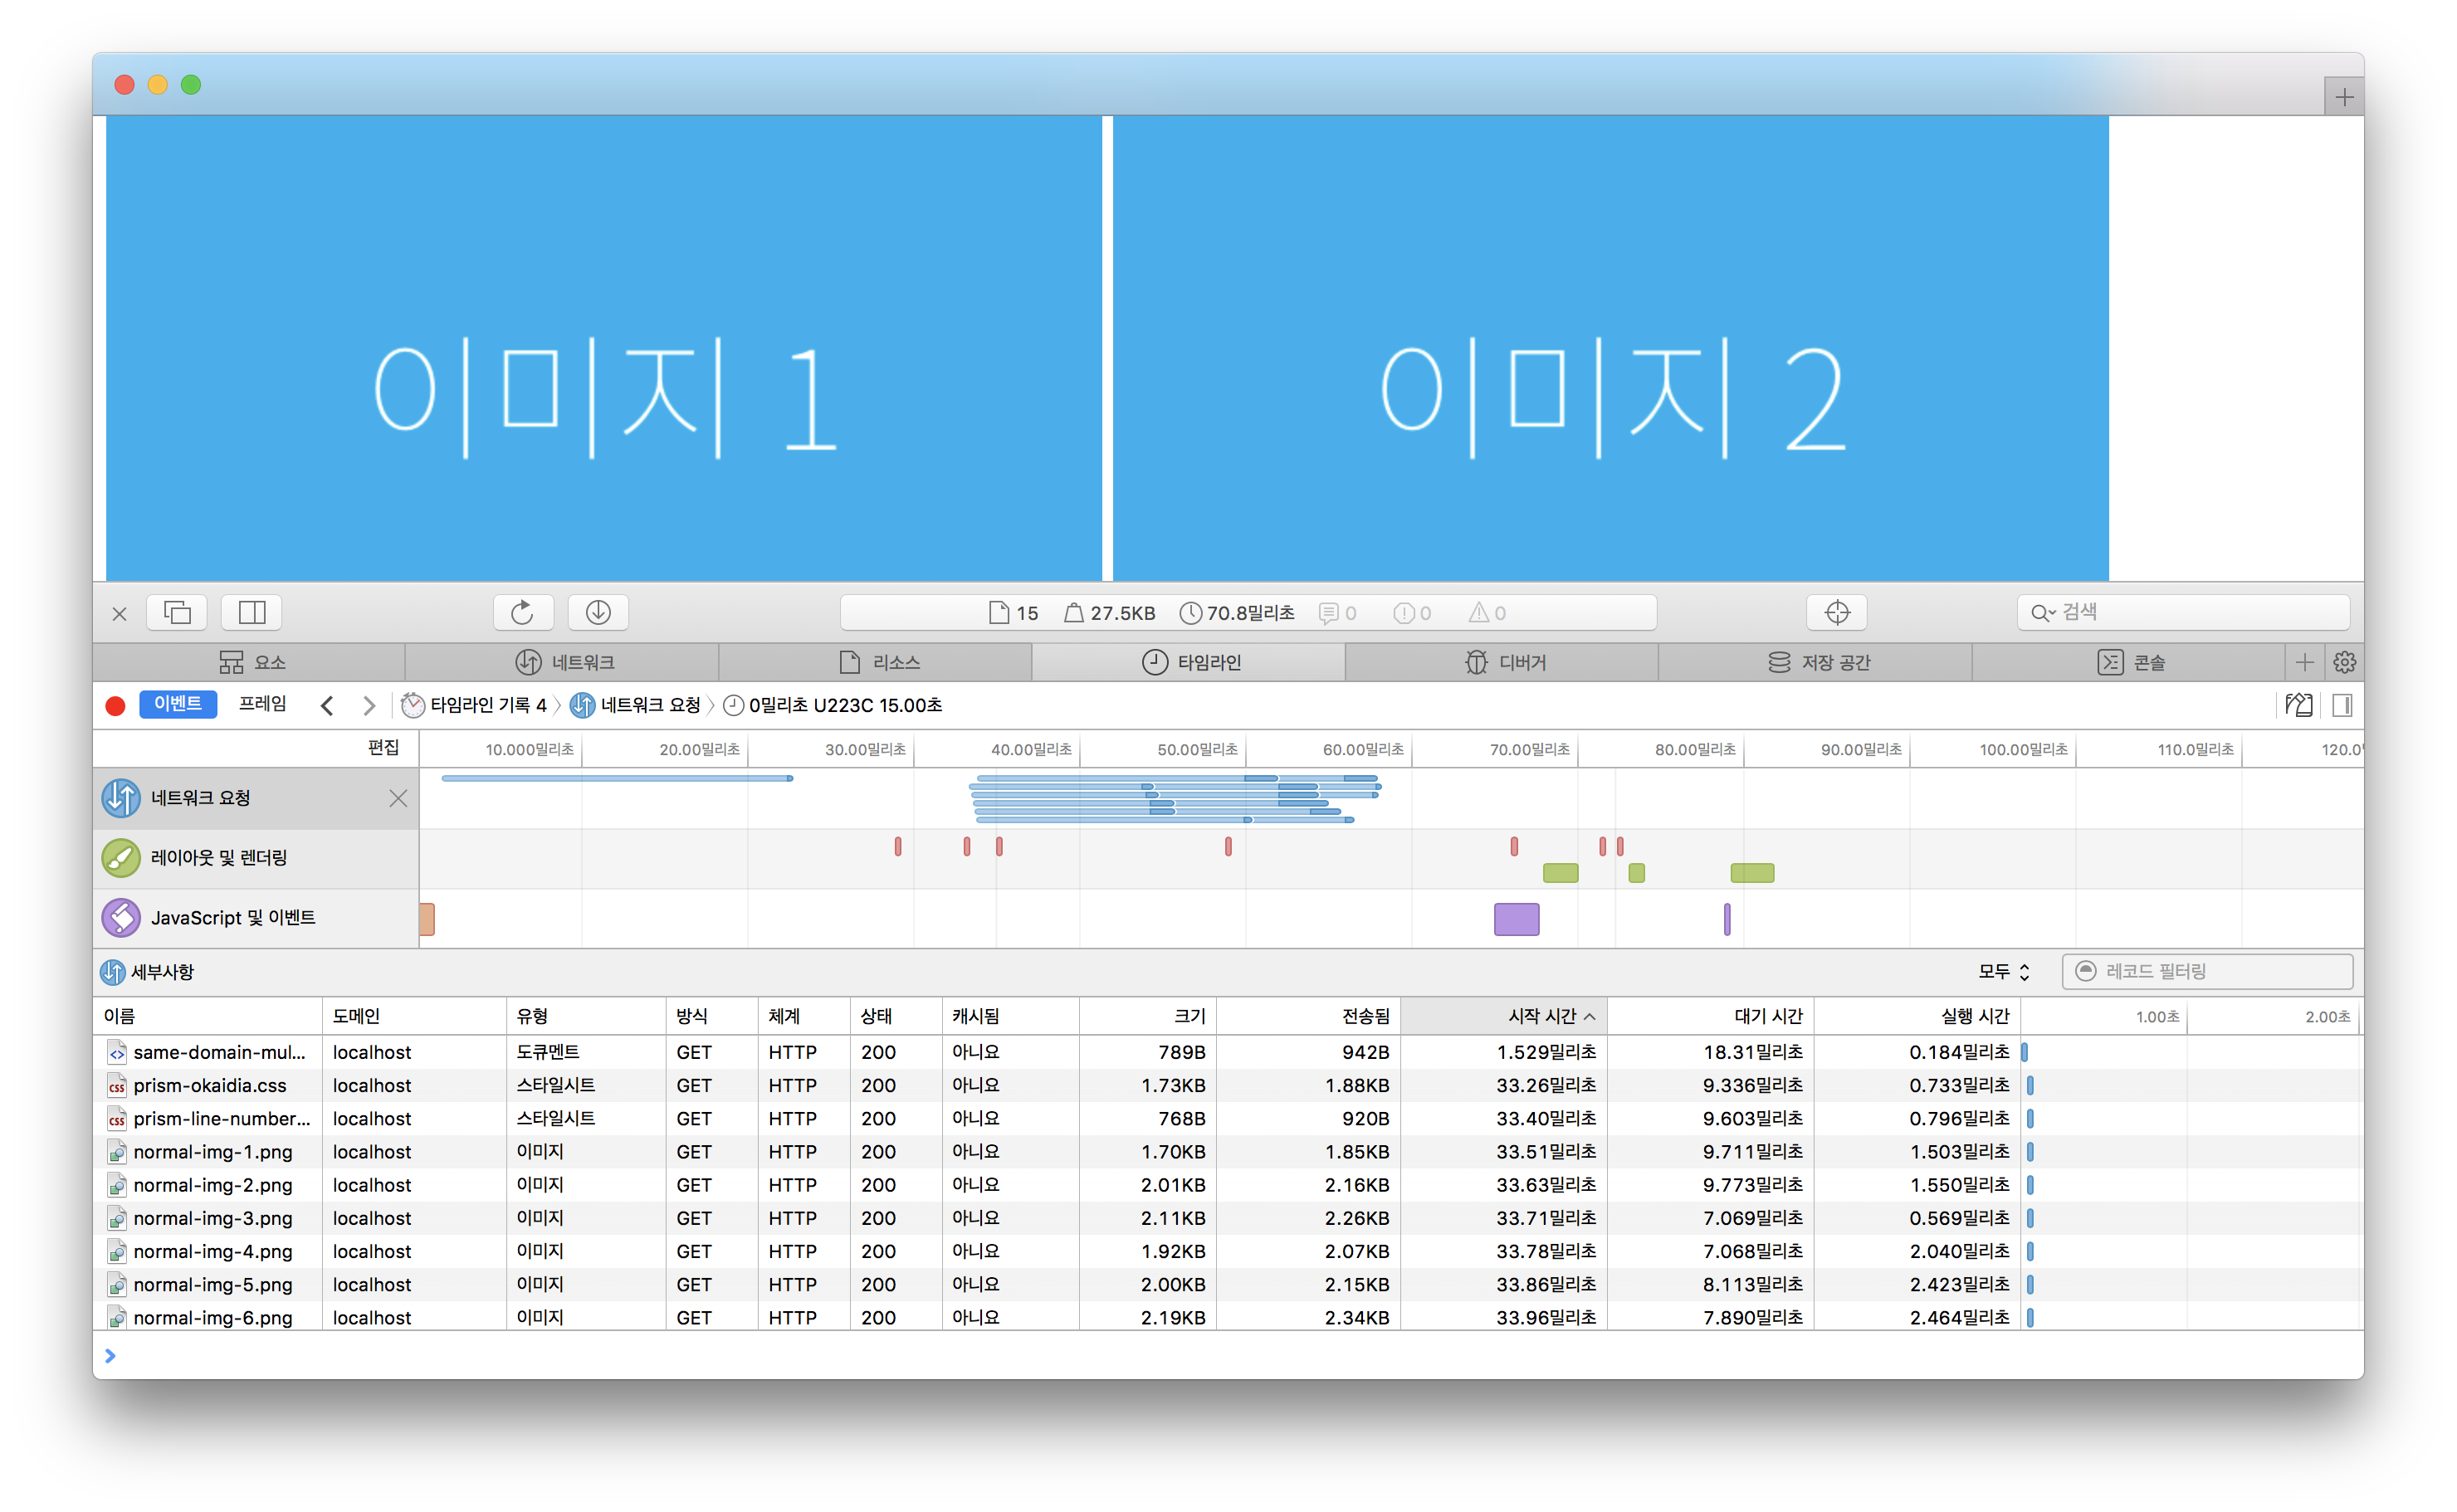 이미지 1 이미지 2
15 27.5KB 70.8밀리초 0 0 0 검색
요소 네트워크 리소스 타임라인 디버거 저장 공간 콘솔
이벤트 프레임 타임라인 기록 4 네트워크 요청 0밀리초 U223C 15.00초
편집 10.000밀리초 20.00밀리초 30.00밀리초 40.00밀리초 50.00밀리초 60.00밀리초 70.00밀리초 80.00밀리초 90.00밀리초 100.00밀리초 110.0밀리초 120.0
네트워크 요청
레이아웃 및 렌더링
JavaScript 및 이벤트
세부사항 모두 레코드 필터링
이름 도메인 유형 방식 체계 상태 캐시됨 크기 전송됨 시작 시간 대기 시간 실행 시간 1.00초 2.00초
same-domain-mul... localhost 도큐멘트 GET HTTP 200 아니요 789B 942B 1.529밀리초 18.31밀리초 0.184밀리초
prism-okaidia.css localhost 스타일시트 GET HTTP 200 아니요 1.73KB 1.88KB 33.26밀리초 9.336밀리초 0.733밀리초
prism-line-number... localhost 스타일시트 GET HTTP 200 아니요 768B 920B 33.40밀리초 9.603밀리초 0.796밀리초
normal-img-1.png localhost 이미지 GET HTTP 200 아니요 1.70KB 1.85KB 33.51밀리초 9.711밀리초 1.503밀리초
normal-img-2.png localhost 이미지 GET HTTP 200 아니요 2.01KB 2.16KB 33.63밀리초 9.773밀리초 1.550밀리초
normal-img-3.png localhost 이미지 GET HTTP 200 아니요 2.11KB 2.26KB 33.71밀리초 7.069밀리초 0.569밀리초
normal-img-4.png localhost 이미지 GET HTTP 200 아니요 1.92KB 2.07KB 33.78밀리초 7.068밀리초 2.040밀리초
normal-img-5.png localhost 이미지 GET HTTP 200 아니요 2.00KB 2.15KB 33.86밀리초 8.113밀리초 2.423밀리초
normal-img-6.png localhost 이미지 GET HTTP 200 아니요 2.19KB 2.34KB 33.96밀리초 7.890밀리초 2.464밀리초